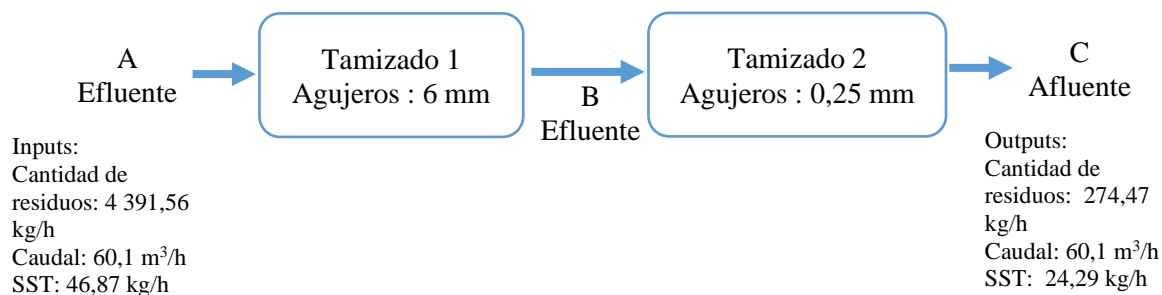 A
Efluente
Inputs:
Cantidad de
residuos: 4 391,56
kg/h
Caudal: 60,1 m³/h
SST: 46,87 kg/h
Tamizado 1
Agujeros : 6 mm
B
Efluente
Tamizado 2
Agujeros : 0,25 mm
C
Afluente
Outputs:
Cantidad de
residuos:  274,47
kg/h
Caudal: 60,1 m³/h
SST:  24,29 kg/h